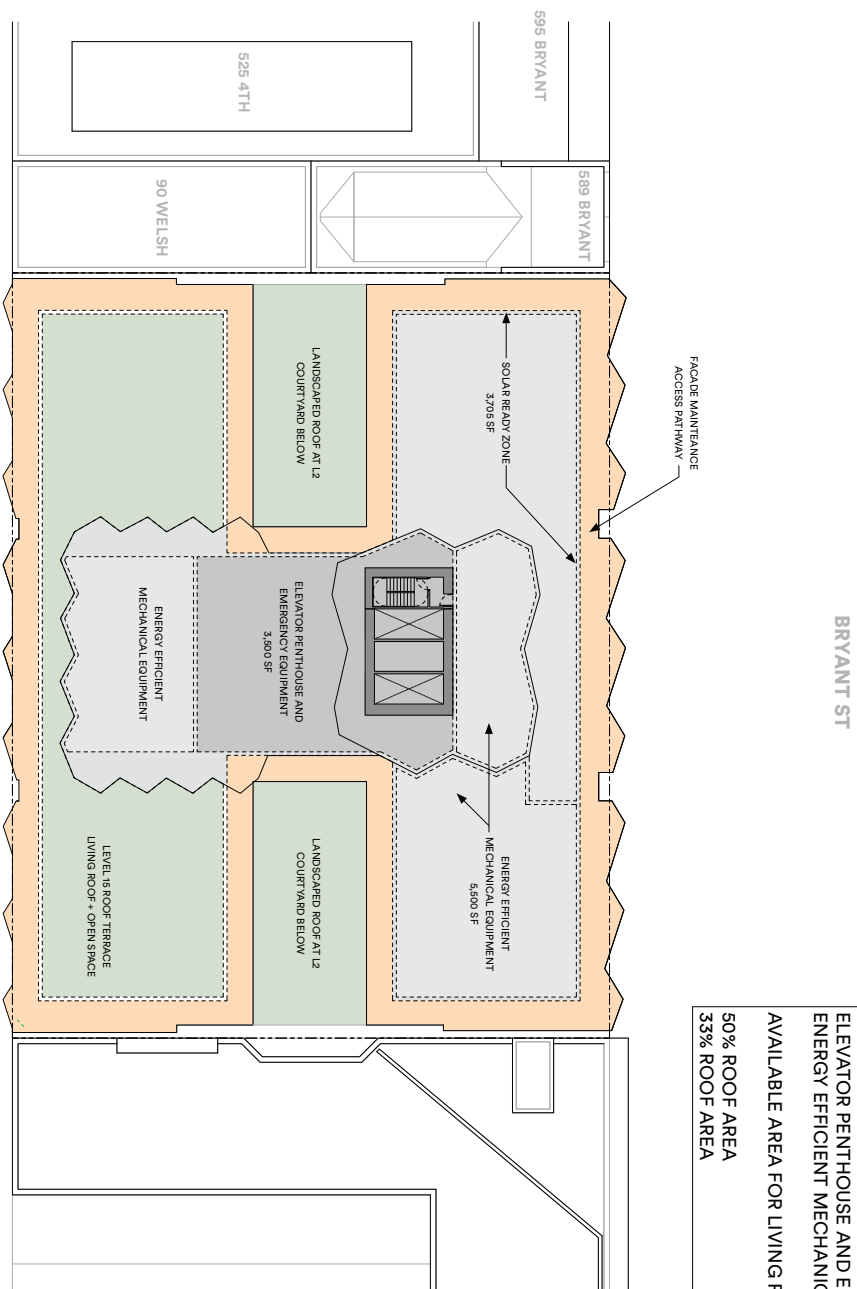 BRYANT ST
ELEVATOR PENTHOUSE AND E
ENERGY EFFICIENT MECHANIC
AVAILABLE AREA FOR LIVING
50% ROOF AREA
33% ROOF AREA
FACADE MAINTEANCE
ACCESS PATHWAY
595 BRYANT
589 BRYANT
525 4TH
90 WELSH
SOLAR READY ZONE
3,705 SF
LANDSCAPED ROOF AT L2
COURTYARD BELOW
ELEVATOR PENTHOUSE AND
EMERGENCY EQUIPMENT
3,500 SF
ENERGY EFFICIENT
MECHANICAL EQUIPMENT
ENERGY EFFICIENT
MECHANICAL EQUIPMENT
5,500 SF
LANDSCAPED ROOF AT L2
COURTYARD BELOW
LEVEL 15 ROOF TERRACE
LIVING ROOF + OPEN SPACE